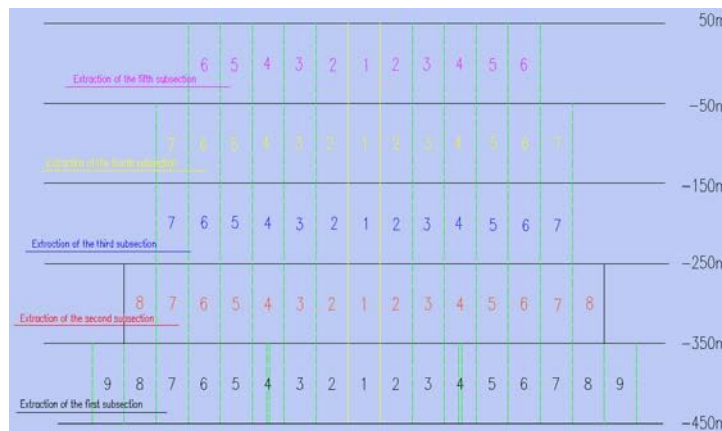 50m
6 5 4 3 2 1 2 3 4 5 6
Extraction of the fifth subsection
-50m
7 6 5 4 3 2 1 2 3 4 5 6 7
Extraction of the fourth subsection
-150m
7 6 5 4 3 2 1 2 3 4 5 6 7
Extraction of the third subsection
-250m
8 7 6 5 4 3 2 1 2 3 4 5 6 7 8
Extraction of the second subsection
-350m
9 8 7 6 5 4 3 2 1 2 3 4 5 6 7 8 9
Extraction of the first subsection
-450m